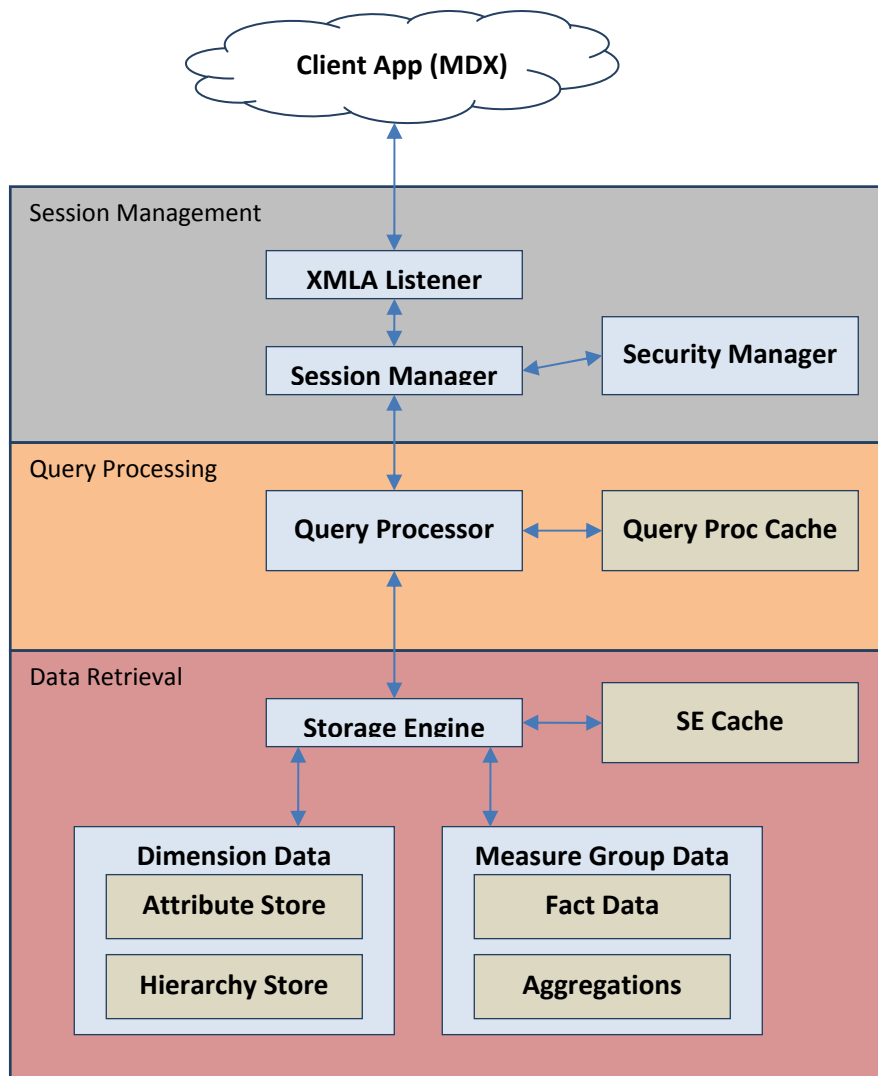 Client App (MDX)
Session Management
XMLA Listener
Session Manager
Security Manager
Query Processing
Query Processor
Query Proc Cache
Data Retrieval
Storage Engine
SE Cache
Dimension Data
Attribute Store
Hierarchy Store
Measure Group Data
Fact Data
Aggregations